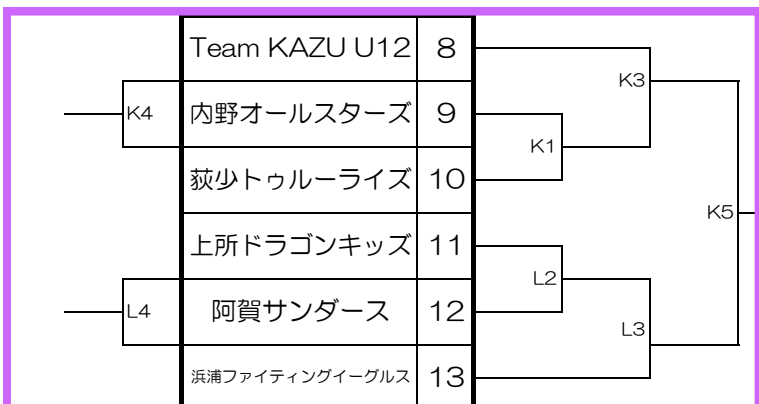 Team KAZU U12 8
K3
K4 内野オールスターズ 9
K1
荻少トゥルーライズ 10
K5
上所ドラゴンキッズ 11
L2
L4 阿賀サンダース 12
L3
浜浦ファイティングイーグルス 13